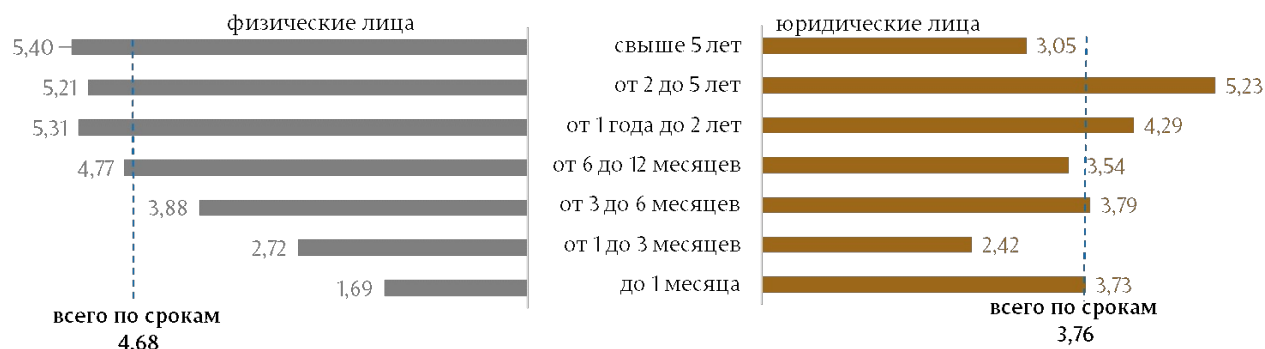 физические лица
юридические лица
5,40 свыше 5 лет 3,05
5,21 от 2 до 5 лет 5,23
5,31 от 1 года до 2 лет 4,29
4,77 от 6 до 12 месяцев 3,54
3,88 от 3 до 6 месяцев 3,79
2,72 от 1 до 3 месяцев 2,42
1,69 до 1 месяца 3,73
всего по срокам
4,68
всего по срокам
3,76